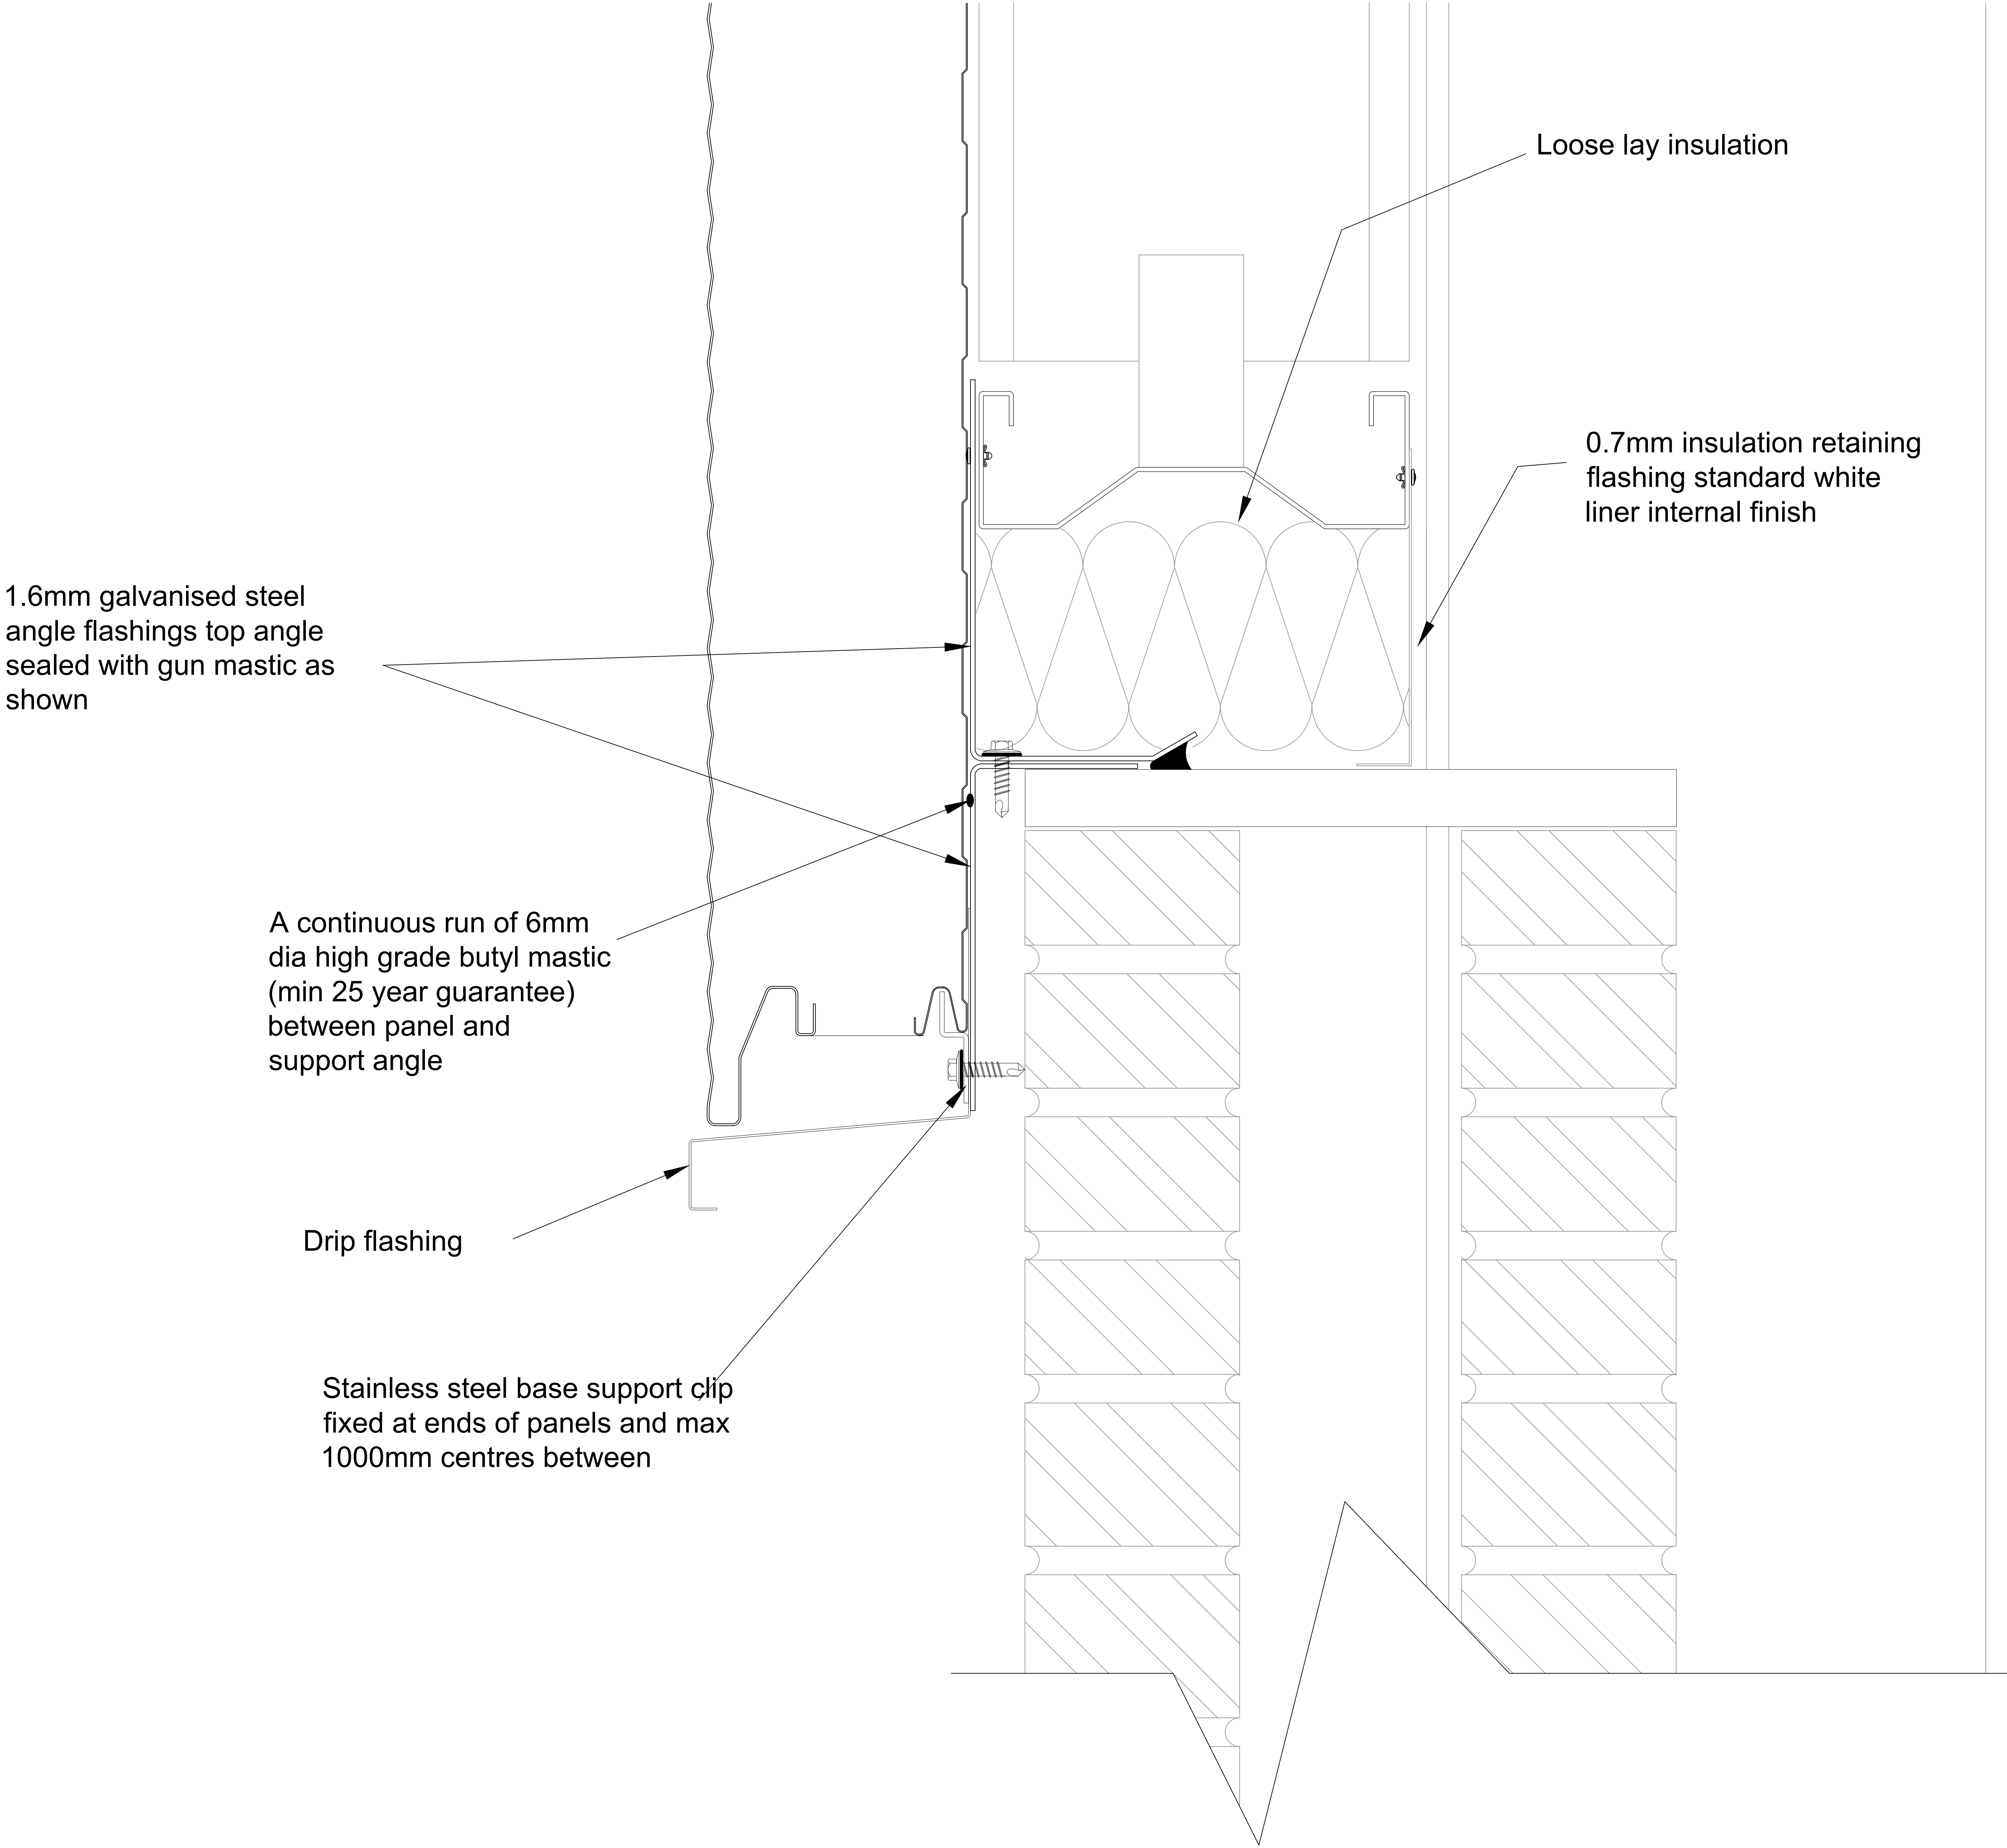 Loose lay insulation
0.7mm insulation retaining
flashing standard white
liner internal finish
1.6mm galvanised steel
angle flashings top angle
sealed with gun mastic as
shown
A continuous run of 6mm
dia high grade butyl mastic
(min 25 year guarantee)
between panel and
support angle
Drip flashing
Stainless steel base support clip
fixed at ends of panels and max
1000mm centres between